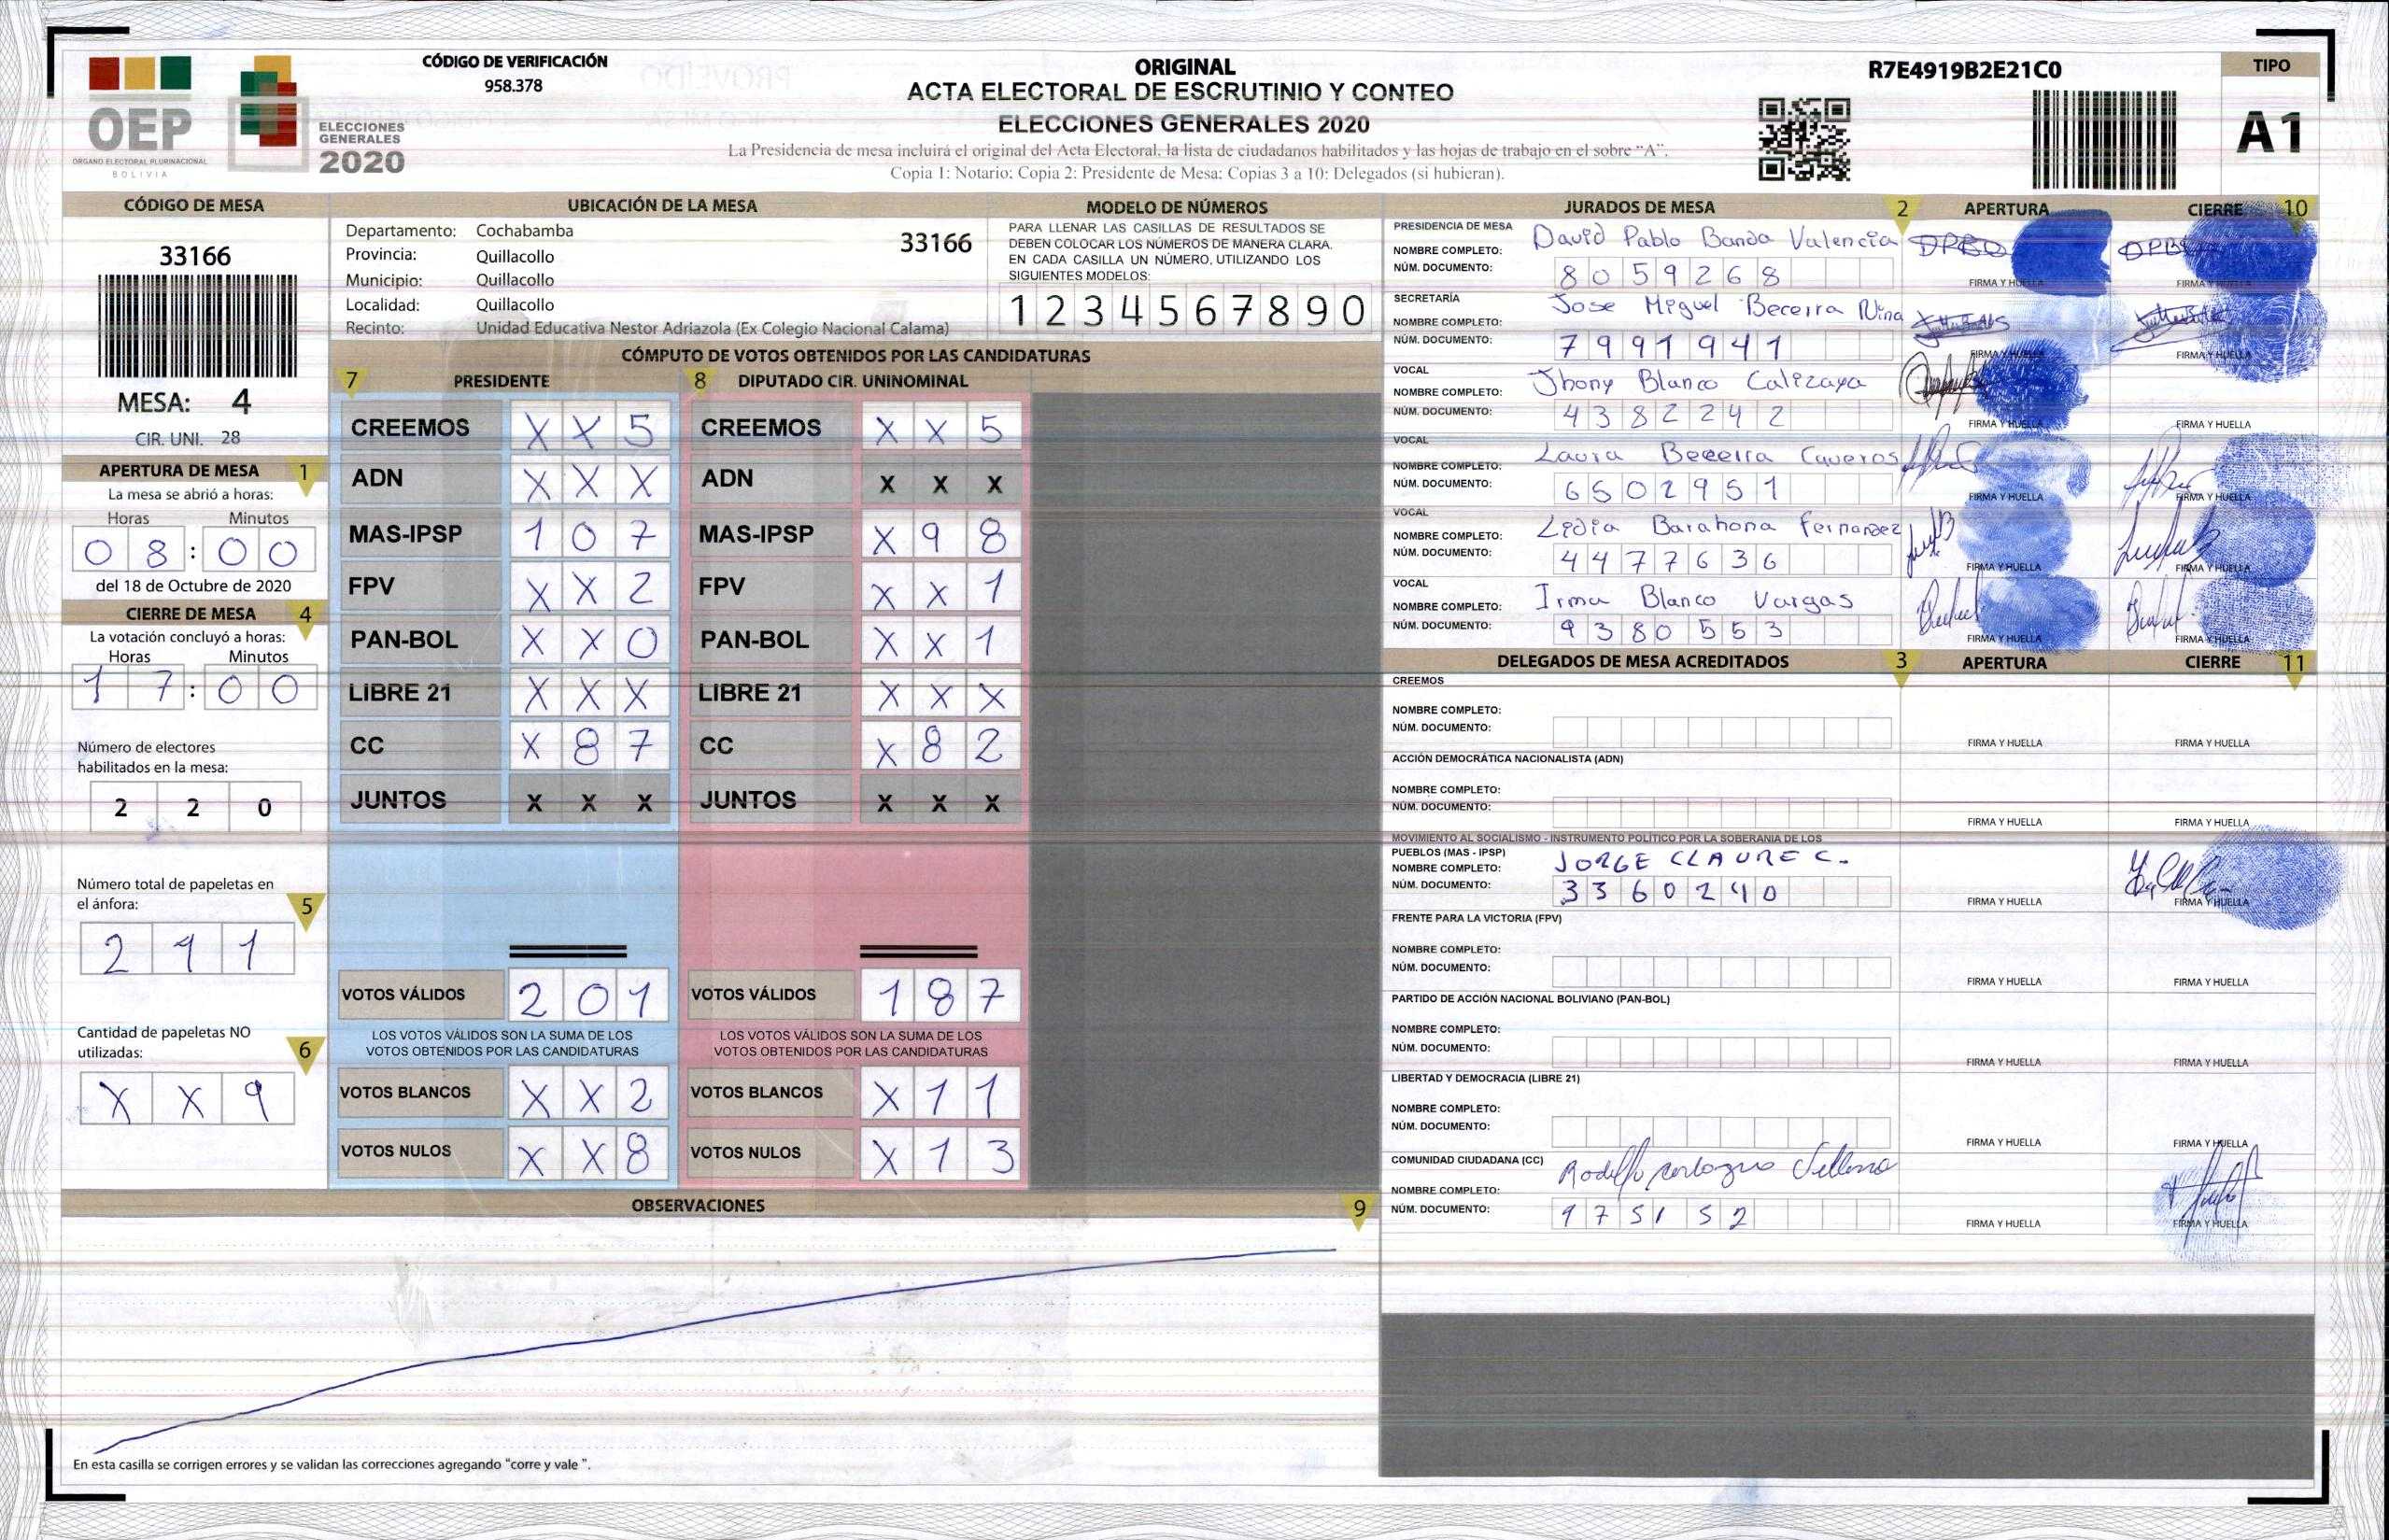 CÓDIGO DE VERIFICACIÓN
958.378
OEP
ORGANO ELECTORAL PLURINACIONAL
BOLIVIA
ELECCIONES
GENERALES
2020
ORIGINAL
ACTA ELECTORAL DE ESCRUTINIO Y CONTEO
ELECCIONES GENERALES 2020
La Presidencia de mesa incluirá el original del Acta Electoral, la lista de ciudadanos habilitados y las hojas de trabajo en el sobre “A”.
Copia 1: Notario; Copia 2: Presidente de Mesa; Copias 3 a 10: Delegados (si hubieran).
R7E4919B2E21C0
TIPO
A1
CÓDIGO DE MESA
33166
MESA: 4
CIR. UNI. 28
APERTURA DE MESA 1
La mesa se abrió a horas:
Horas Minutos
0 8 : 0 0
del 18 de Octubre de 2020
CIERRE DE MESA 4
La votación concluyó a horas:
Horas Minutos
1 7 : 0 0
Número de electores
habilitados en la mesa:
2 2 0
Número total de papeletas en
el ánfora: 5
2 1 1
Cantidad de papeletas NO
utilizadas: 6
X X 9
UBICACIÓN DE LA MESA
Departamento: Cochabamba
33166
Provincia: Quillacollo
Municipio: Quillacollo
Localidad: Quillacollo
Recinto: Unidad Educativa Nestor Adriazola (Ex Colegio Nacional Calama)
MODELO DE NÚMEROS
PARA LLENAR LAS CASILLAS DE RESULTADOS SE
DEBEN COLOCAR LOS NÚMEROS DE MANERA CLARA.
EN CADA CASILLA UN NÚMERO, UTILIZANDO LOS
SIGUIENTES MODELOS:
1 2 3 4 5 6 7 8 9 0
CÓMPUTO DE VOTOS OBTENIDOS POR LAS CANDIDATURAS
7 PRESIDENTE
CREEMOS X X 5
ADN X X X
MAS-IPSP 1 0 7
FPV X X 2
PAN-BOL X X 0
LIBRE 21 X X X
CC X 8 7
JUNTOS X X X
VOTOS VÁLIDOS 2 0 1
LOS VOTOS VÁLIDOS SON LA SUMA DE LOS
VOTOS OBTENIDOS POR LAS CANDIDATURAS
VOTOS BLANCOS X X 2
VOTOS NULOS X X 8
8 DIPUTADO CIR. UNINOMINAL
CREEMOS X X 5
ADN X X X
MAS-IPSP X 9 8
FPV X X 1
PAN-BOL X X 1
LIBRE 21 X X X
CC X 8 2
JUNTOS X X X
VOTOS VÁLIDOS 1 8 7
LOS VOTOS VÁLIDOS SON LA SUMA DE LOS
VOTOS OBTENIDOS POR LAS CANDIDATURAS
VOTOS BLANCOS X 1 1
VOTOS NULOS X 1 3
OBSERVACIONES 9
En esta casilla se corrigen errores y se validan las correcciones agregando “corre y vale ”.
JURADOS DE MESA 2 APERTURA CIERRE 10
PRESIDENCIA DE MESA
NOMBRE COMPLETO: David Pablo Banda Valencia
NÚM. DOCUMENTO: 8 0 5 9 2 6 8
FIRMA Y HUELLA FIRMA Y HUELLA
SECRETARÍA
NOMBRE COMPLETO: Jose Miguel Becerra Nina
NÚM. DOCUMENTO: 7 9 9 1 9 4 1
FIRMA Y HUELLA FIRMA Y HUELLA
VOCAL
NOMBRE COMPLETO: Jhony Blanco Calizaya
NÚM. DOCUMENTO: 4 3 8 2 2 4 2
FIRMA Y HUELLA FIRMA Y HUELLA
VOCAL
NOMBRE COMPLETO: Laura Becerra Caveros
NÚM. DOCUMENTO: 6 5 0 2 9 5 1
FIRMA Y HUELLA FIRMA Y HUELLA
VOCAL
NOMBRE COMPLETO: Lidia Barahona Fernandez
NÚM. DOCUMENTO: 4 4 7 7 6 3 6
FIRMA Y HUELLA FIRMA Y HUELLA
VOCAL
NOMBRE COMPLETO: Irma Blanco Vargas
NÚM. DOCUMENTO: 9 3 8 0 5 5 3
FIRMA Y HUELLA FIRMA Y HUELLA
DELEGADOS DE MESA ACREDITADOS 3 APERTURA CIERRE 11
CREEMOS
NOMBRE COMPLETO:
NÚM. DOCUMENTO:
FIRMA Y HUELLA FIRMA Y HUELLA
ACCIÓN DEMOCRÁTICA NACIONALISTA (ADN)
NOMBRE COMPLETO:
NÚM. DOCUMENTO:
FIRMA Y HUELLA FIRMA Y HUELLA
MOVIMIENTO AL SOCIALISMO - INSTRUMENTO POLÍTICO POR LA SOBERANIA DE LOS
PUEBLOS (MAS - IPSP)
NOMBRE COMPLETO: JORGE CLAURE C.
NÚM. DOCUMENTO: 3 3 6 0 2 4 0
FIRMA Y HUELLA FIRMA Y HUELLA
FRENTE PARA LA VICTORIA (FPV)
NOMBRE COMPLETO:
NÚM. DOCUMENTO:
FIRMA Y HUELLA FIRMA Y HUELLA
PARTIDO DE ACCIÓN NACIONAL BOLIVIANO (PAN-BOL)
NOMBRE COMPLETO:
NÚM. DOCUMENTO:
FIRMA Y HUELLA FIRMA Y HUELLA
LIBERTAD Y DEMOCRACIA (LIBRE 21)
NOMBRE COMPLETO:
NÚM. DOCUMENTO:
FIRMA Y HUELLA FIRMA Y HUELLA
COMUNIDAD CIUDADANA (CC)
NOMBRE COMPLETO: Rodolfo
NÚM. DOCUMENTO: 9 7 5 1 5 2
FIRMA Y HUELLA FIRMA Y HUELLA